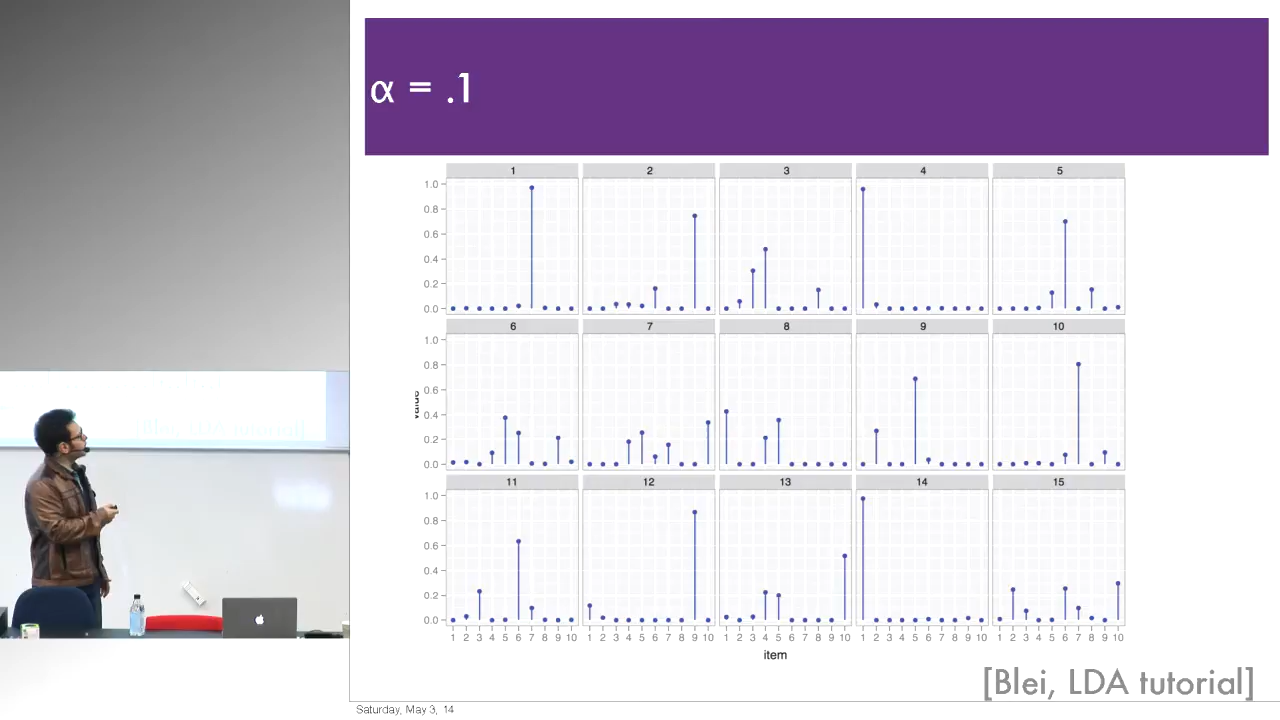 α = .1
1 2 3 4 5
1.0
0.8
0.6
0.4
0.2
0.0
6 7 8 9 10
1.0
0.8
0.6
0.4
0.2
0.0
value
11 12 13 14 15
1.0
0.8
0.6
0.4
0.2
0.0
1 2 3 4 5 6 7 8 9 10 1 2 3 4 5 6 7 8 9 10 1 2 3 4 5 6 7 8 9 10 1 2 3 4 5 6 7 8 9 10 1 2 3 4 5 6 7 8 9 10
item
[Blei, LDA tutorial]
Saturday, May 3, 14
[Blei, LDA tutorial]